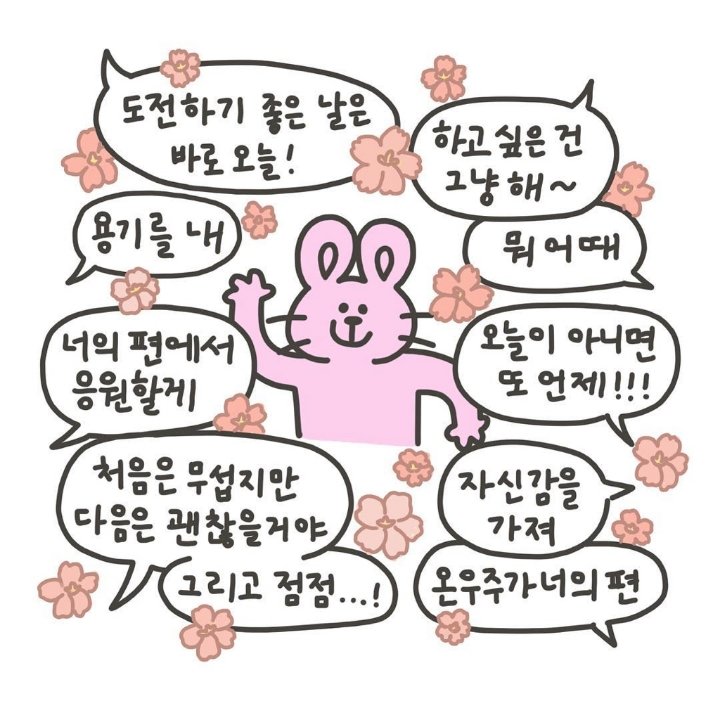 도전하기 좋은 날은
바로 오늘!
하고 싶은 건
그냥 해~
용기를 내
뭐 어때
너의 편에서
응원할게
오늘이 아니면
또 언제!!!
처음은 무섭지만
다음은 괜찮을거야
자신감을
가져
그리고 점점...!
온우주가 너의 편